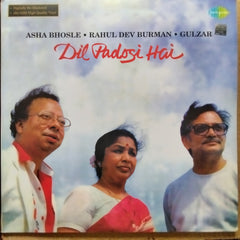 ASHA BHOSLE • RAHUL DEV BURMAN • GULZAR
Dil Padosi Hai